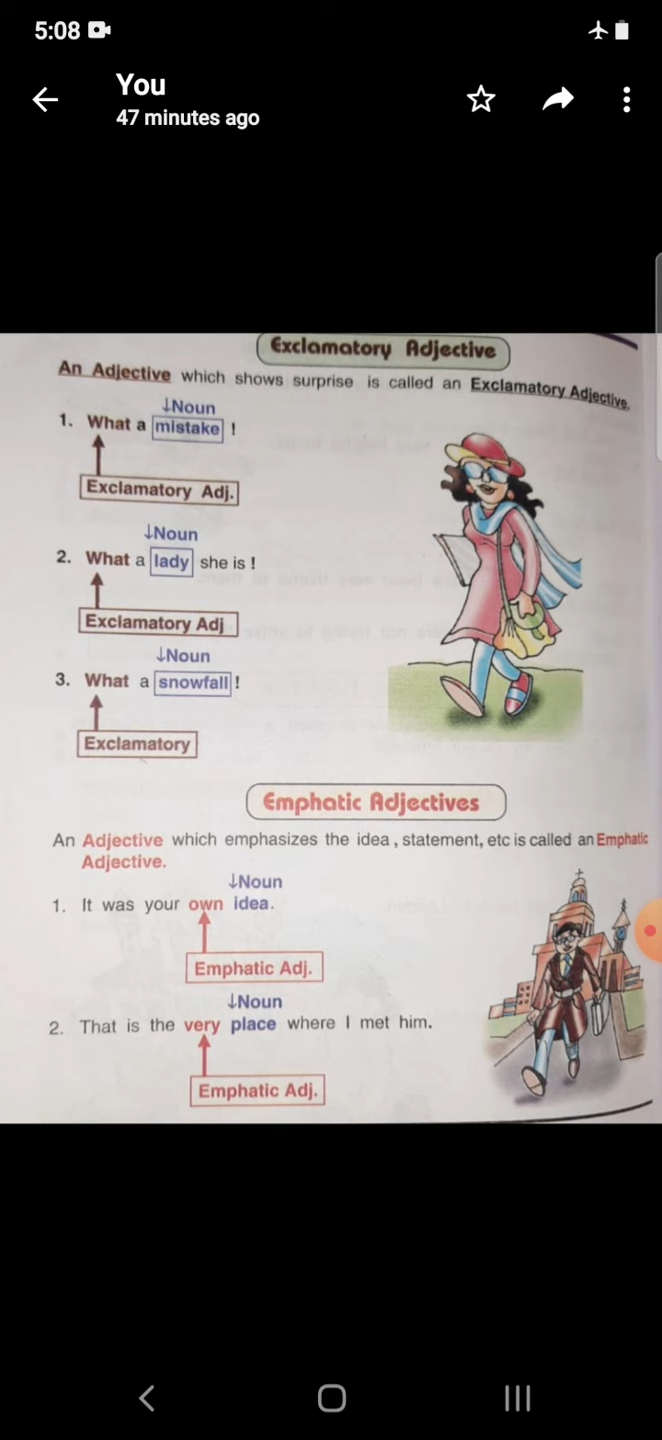 5:08
You
47 minutes ago
Exclamatory Adjective
An Adjective which shows surprise is called an Exclamatory Adjective.
↓Noun
1. What a mistake !
Exclamatory Adj.
↓Noun
2. What a lady she is !
Exclamatory Adj
↓Noun
3. What a snowfall !
Exclamatory
Emphatic Adjectives
An Adjective which emphasizes the idea , statement, etc is called an Emphatic
Adjective.
↓Noun
1. It was your own idea.
Emphatic Adj.
↓Noun
2. That is the very place where I met him.
Emphatic Adj.